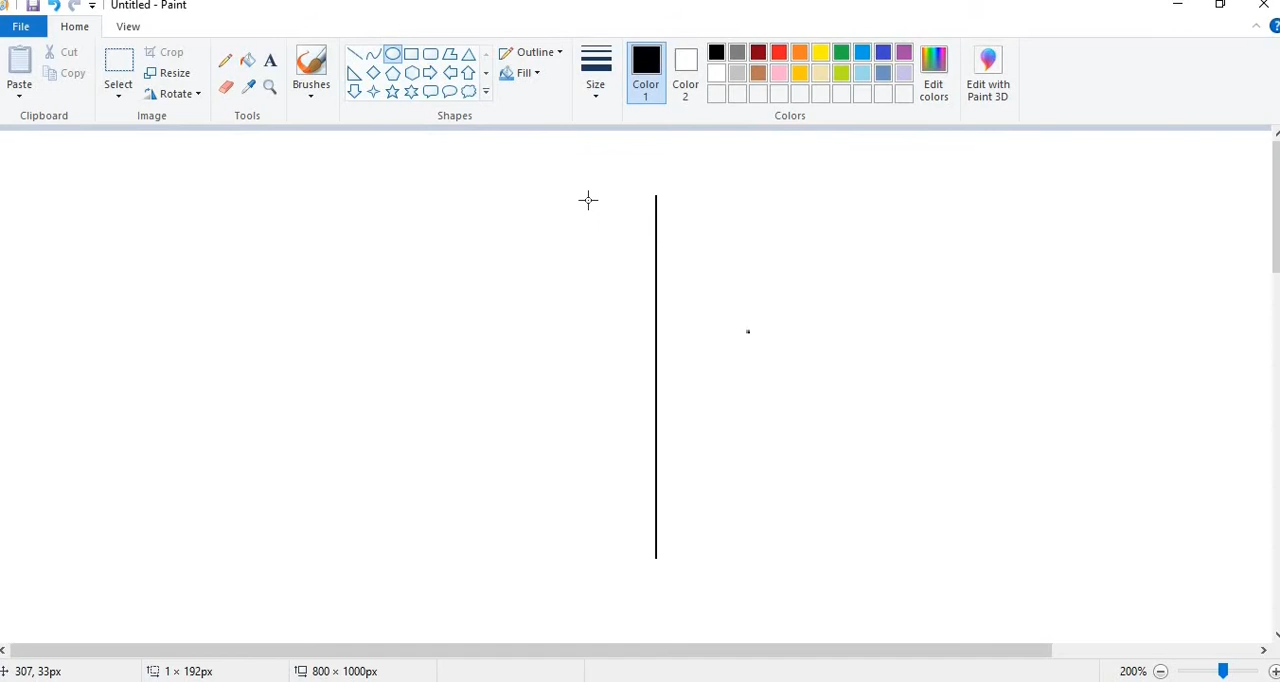 Untitled - Paint
File Home View
Paste
Cut
Copy
Clipboard
Select
Crop
Resize
Rotate
Image
A
Tools
Brushes
Shapes
Outline
Fill
Size
Color 1
Color 2
Colors
Edit colors
Edit with Paint 3D
307, 33px
1 × 192px
800 × 1000px
200%